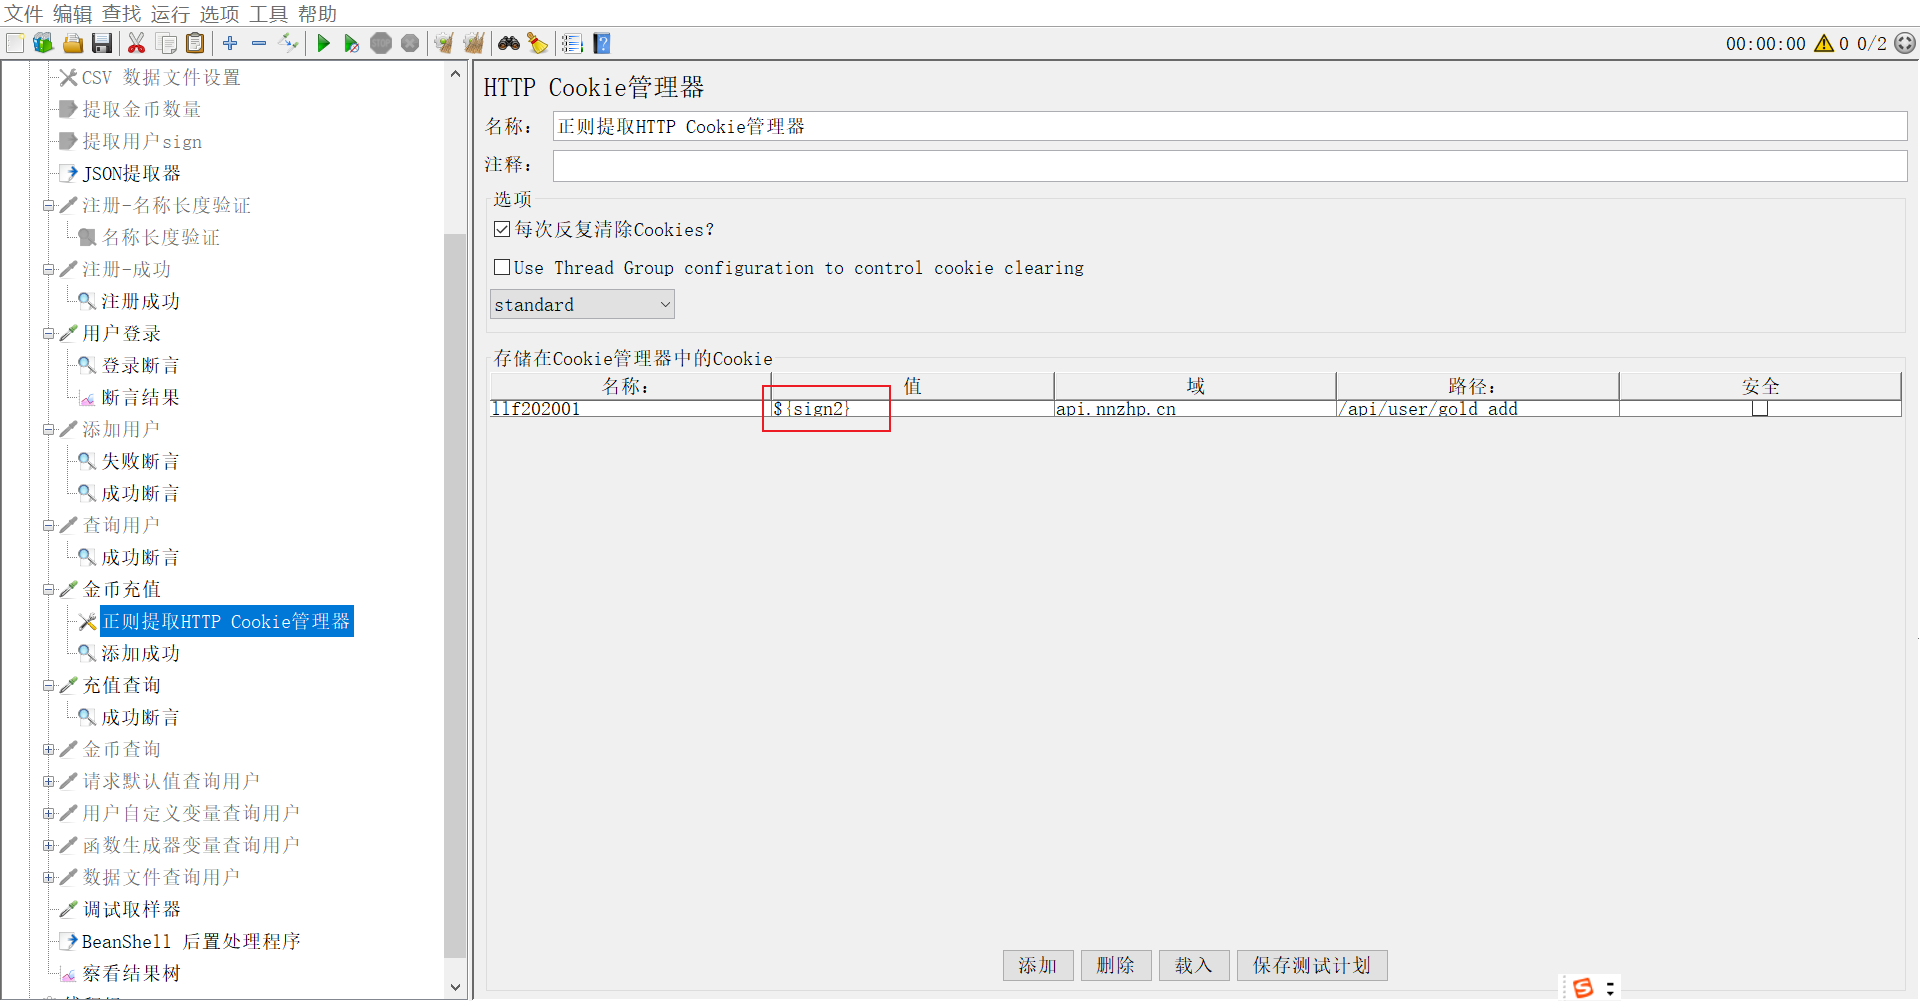 文件 编辑 查找 运行 选项 工具 帮助
00:00:00 0 0/2
CSV 数据文件设置
提取金币数量
提取用户sign
JSON提取器
注册-名称长度验证
名称长度验证
注册-成功
注册成功
用户登录
登录断言
断言结果
添加用户
失败断言
成功断言
查询用户
成功断言
金币充值
正则提取HTTP Cookie管理器
添加成功
充值查询
成功断言
金币查询
请求默认值查询用户
用户自定义变量查询用户
函数生成器变量查询用户
数据文件查询用户
调试取样器
BeanShell 后置处理程序
察看结果树
HTTP Cookie管理器
名称： 正则提取HTTP Cookie管理器
注释：
选项
每次反复清除Cookies?
Use Thread Group configuration to control cookie clearing
standard
存储在Cookie管理器中的Cookie
名称： 值 域 路径： 安全
llf202001 ${sign2} api.nnzhp.cn /api/user/gold_add
添加 删除 载入 保存测试计划